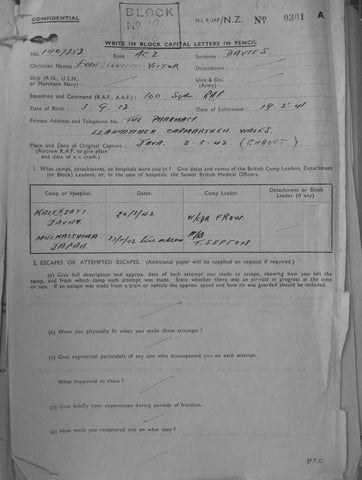 CONFIDENTIAL
BLOCK
No
M.I. 9/JAP/N.Z. No 0301 A
WRITE IN BLOCK CAPITAL LETTERS IN PENCIL
No. Rank: AC2 Surname: DAVIES
Christian Names: EVAN LLEWELLYN VICTOR Decorations:
Ship (R.N., U.S.N., or Merchant Navy): Unit & Div. (Army):
Squadron and Command (R.A.F., A.A.F.) 100 Sqdn RAF
Date of Birth: 3. 9. 12 Date of Enlistment: 19. 5. 41
Private Address and Telephone No. THE PHARMACY
CARMARTHEN WALES.
Place and Date of Original Capture: JAVA. 8-5-42
(Aircrew R.A.F. to give place
and date of a/c crash.)
1. What camps, detachments, or hospitals were you in? Give dates and names of the British Camp Leaders, Detachment
(or Block) Leaders, or, in the case of hospitals, the Senior British Medical Officers.
Camp or Hospital. Dates. Camp Leader. Detachment or Block
Leader (if any).
W/CDR FROW.
JAPAN. T. SEPTON
2. ESCAPES OR ATTEMPTED ESCAPES. (Additional paper will be supplied on request if required).
(a) Give full description and approx. date of each attempt you made to escape, showing how you left the
camp, and from which camp each attempt was made. State whether there was an air-raid in progress at the time
or not. If an escape was made from a train or vehicle the approx. speed and how its was guarded should be included.
(b) Were you physically fit when you made these attempts?
(c) Give regimental particulars of any one who accompanied you on each attempt.
What happened to them?
(d) Give briefly your experiences during periods of freedom.
(e) How were you recaptured and on what date?
[P.T.O.